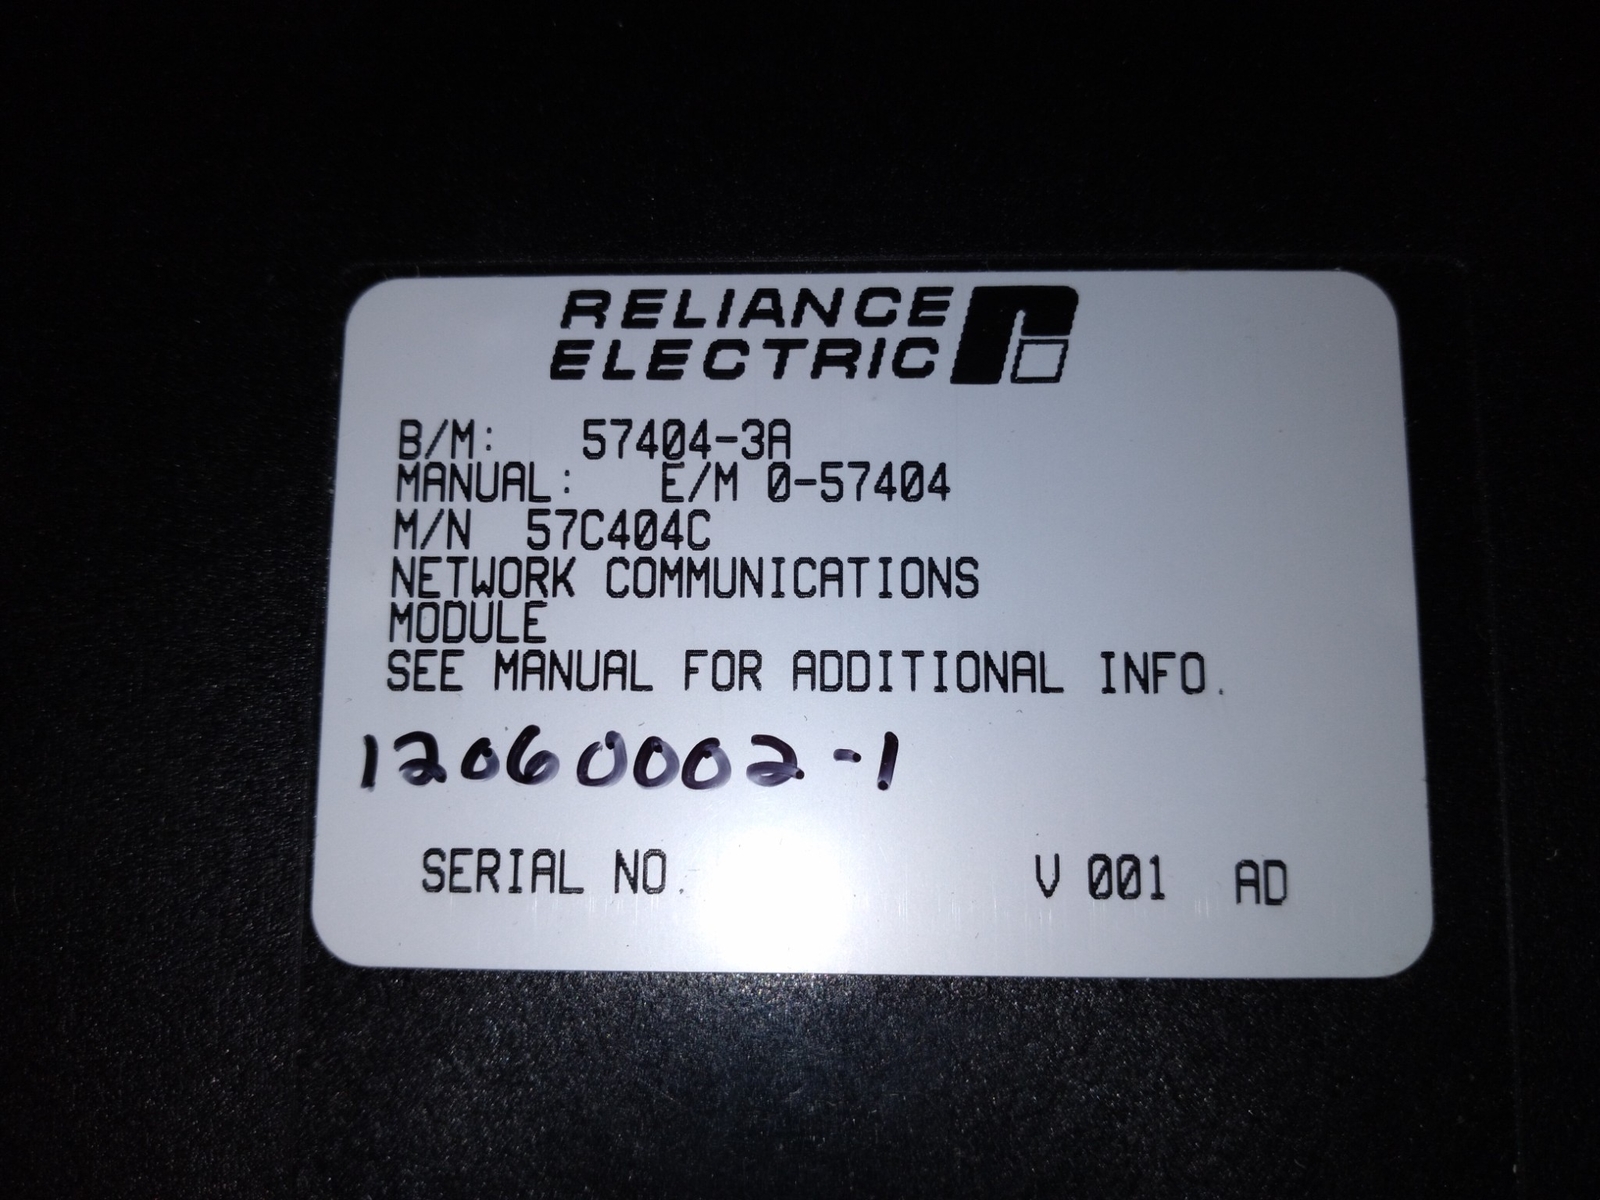 RELIANCE
ELECTRIC
B/M: 57404-3A
MANUAL: E/M 0-57404
M/N 57C404C
NETWORK COMMUNICATIONS
MODULE
SEE MANUAL FOR ADDITIONAL INFO.
12060002-1
SERIAL NO. V 001 AD